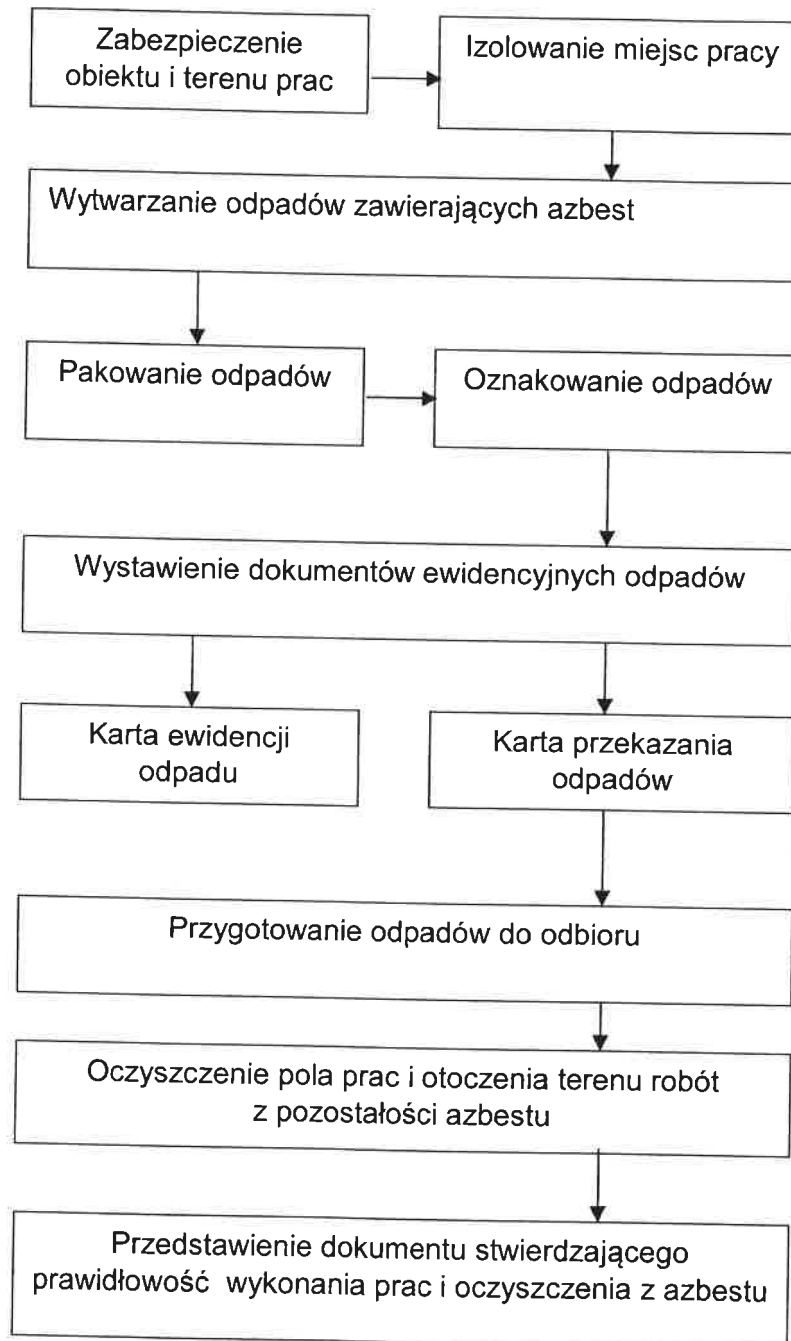 Zabezpieczenie
obiektu i terenu prac
Izolowanie miejsc pracy
Wytwarzanie odpadów zawierających azbest
Pakowanie odpadów
Oznakowanie odpadów
Wystawienie dokumentów ewidencyjnych odpadów
Karta ewidencji
odpadu
Karta przekazania
odpadów
Przygotowanie odpadów do odbioru
Oczyszczenie pola prac i otoczenia terenu robót
z pozostałości azbestu
Przedstawienie dokumentu stwierdzającego
prawidłowość wykonania prac i oczyszczenia z azbestu